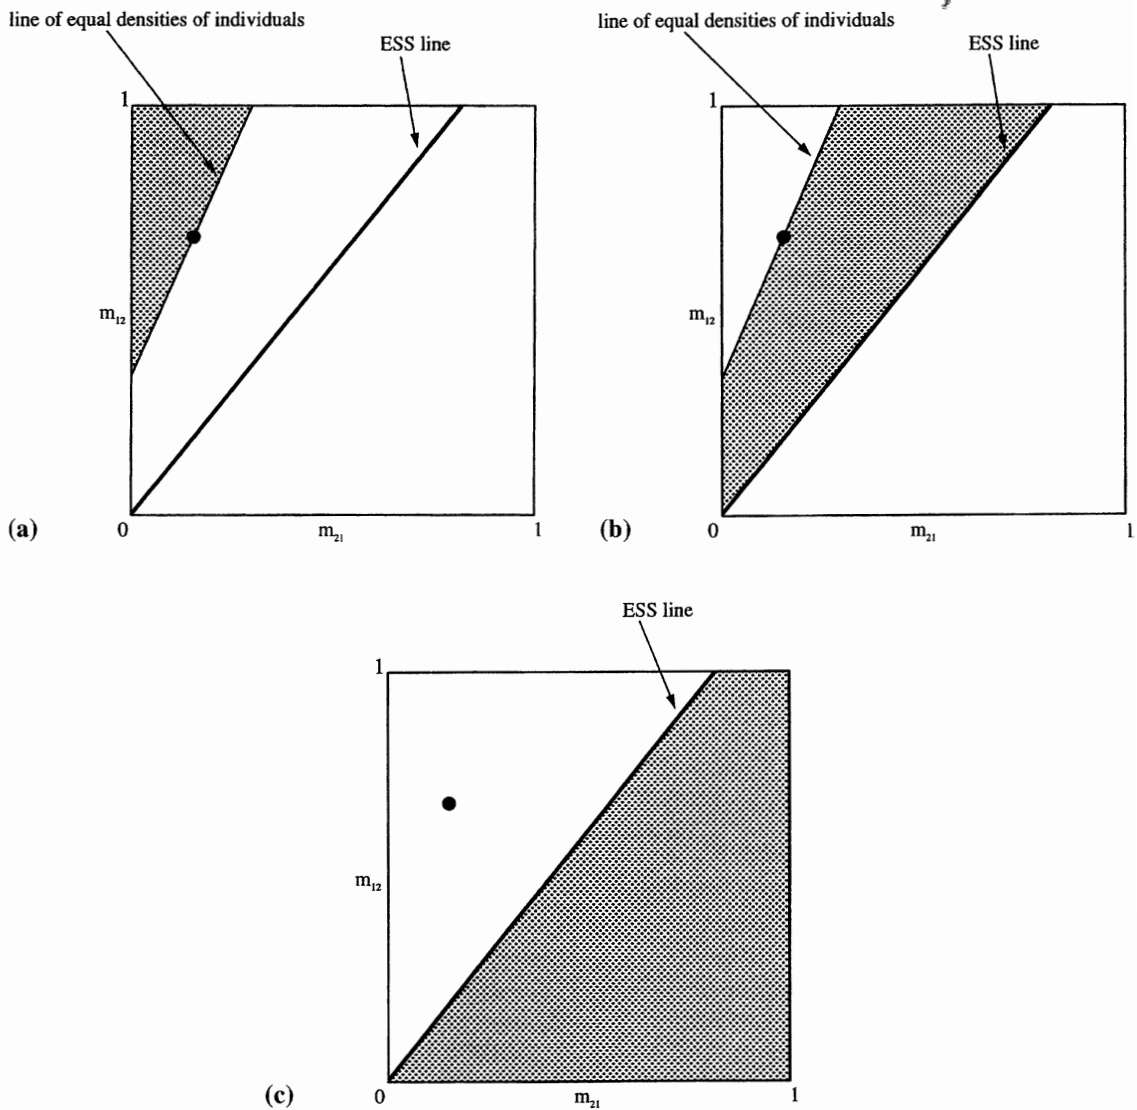 line of equal densities of individuals
ESS line
1
m12
0
m21
1
(a)
line of equal densities of individuals
ESS line
1
m12
0
m21
1
(b)
ESS line
1
m12
0
m21
1
(c)